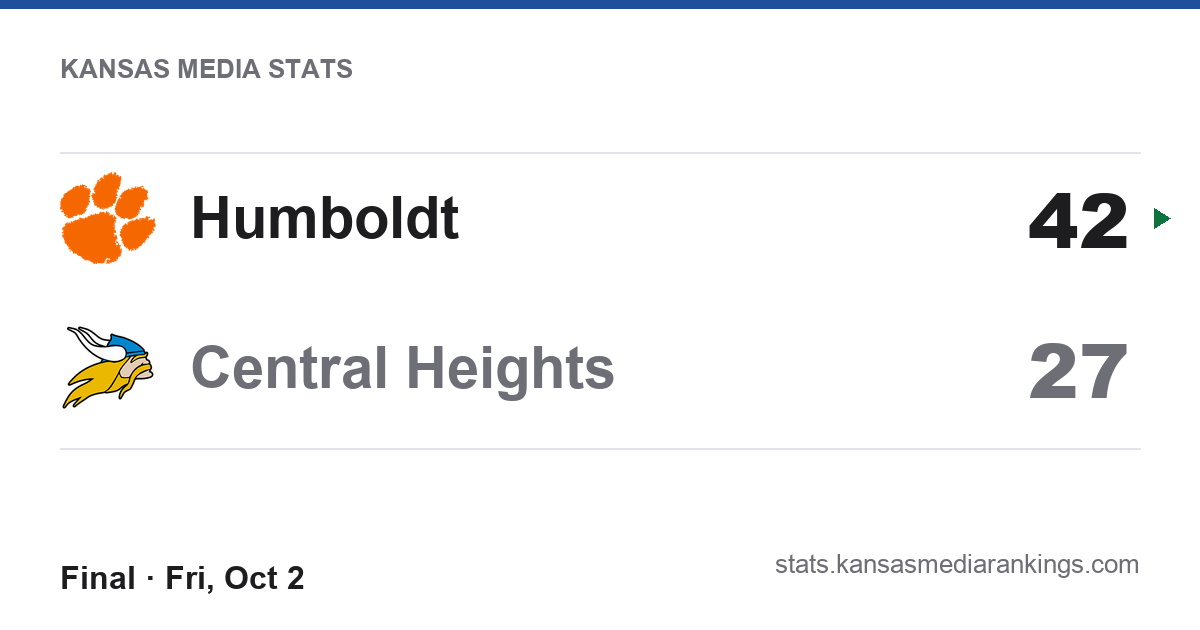 KANSAS MEDIA STATS
Humboldt 42
Central Heights 27
Final · Fri, Oct 2
stats.kansasmediarankings.com